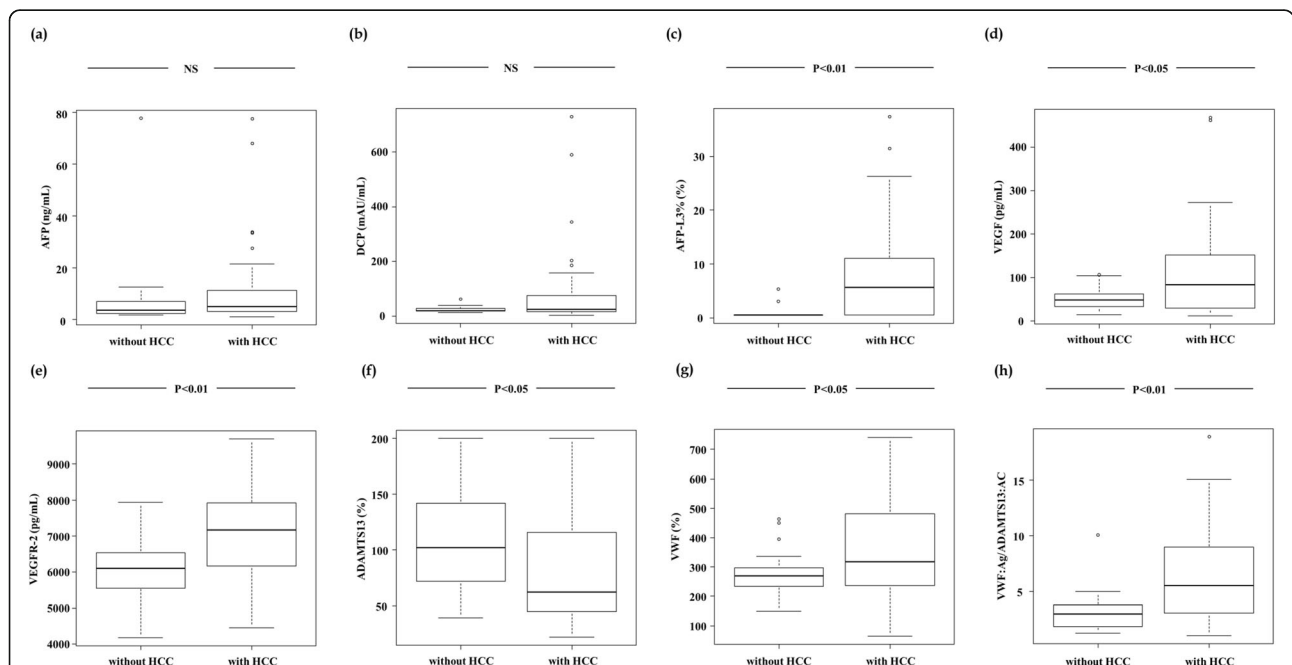 (a)
NS
AFP (ng/mL)
80
60
40
20
0
without HCC
with HCC
(b)
NS
DCP (mAU/mL)
600
400
200
0
without HCC
with HCC
(c)
P<0.01
AFP-L3% (%)
30
20
10
0
without HCC
with HCC
(d)
P<0.05
VEGF (pg/mL)
400
300
200
100
0
without HCC
with HCC
(e)
P<0.01
VEGFR-2 (pg/mL)
9000
8000
7000
6000
5000
4000
without HCC
with HCC
(f)
P<0.05
ADAMTS13 (%)
200
150
100
50
without HCC
with HCC
(g)
P<0.05
VWF (%)
700
600
500
400
300
200
100
without HCC
with HCC
(h)
P<0.01
VWF:Ag/ADAMTS13:AC
15
10
5
without HCC
with HCC